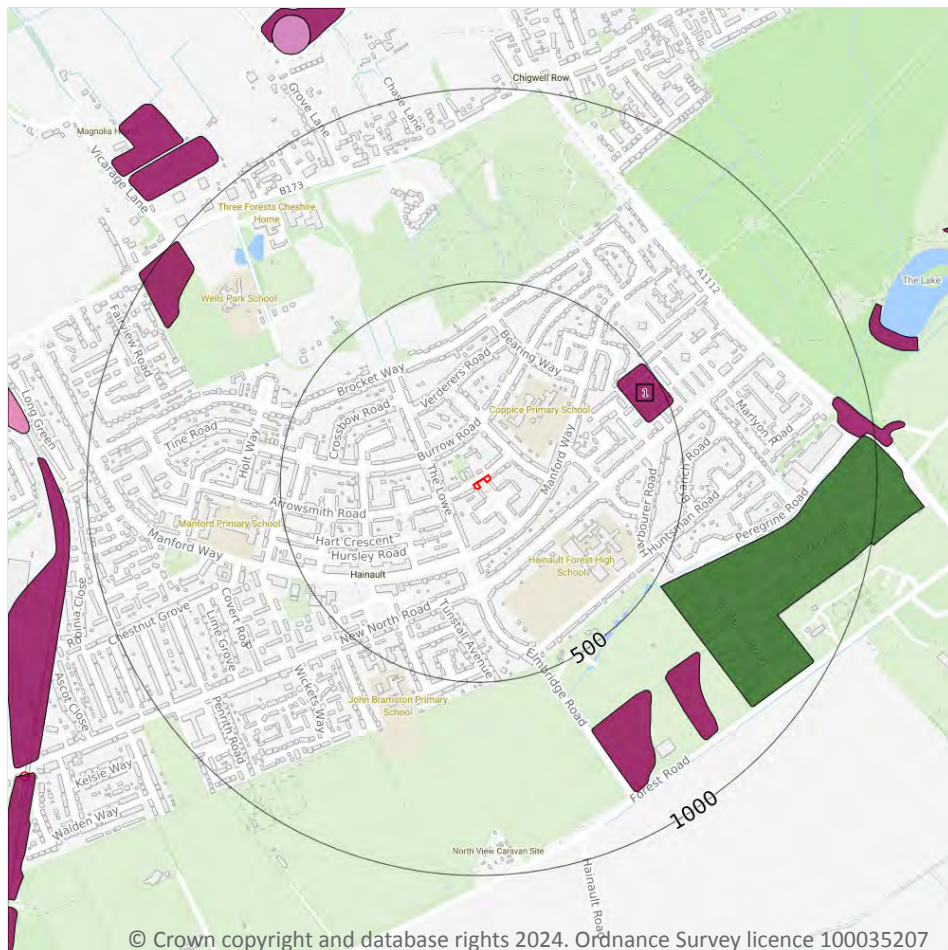 Chigwell Row
Grove Lane
Chase Lane
Vicarage Lane
B173
Three Forests Cheshire
Home
Wells Park School
A1112
The Lake
Fairview Road
Long Green
Brocket Way
Verderers Road
Bearing Way
1
Crossbow Road
Coppice Primary School
Marlyon Road
Tine Road
Holt Way
Burrow Road
Manford Way
The Lowe
Arrowsmith Road
Manford Primary School
Manford Way
Hart Crescent
Hursley Road
Huntsman Road
Peregrine Road
Hainault Forest High
School
Hainault
Robinia Close
Chestnut Grove
Covert Road
Lime Grove
New North Road
Tunstall Avenue
500
Elmbridge Road
Ascot Close
Penrith Road
Wickets Way
John Bramston Primary
School
Kelsie Way
Walden Way
Forest Road
1000
North View Caravan Site
Hainault Road
© Crown copyright and database rights 2024. Ordnance Survey licence 100035207